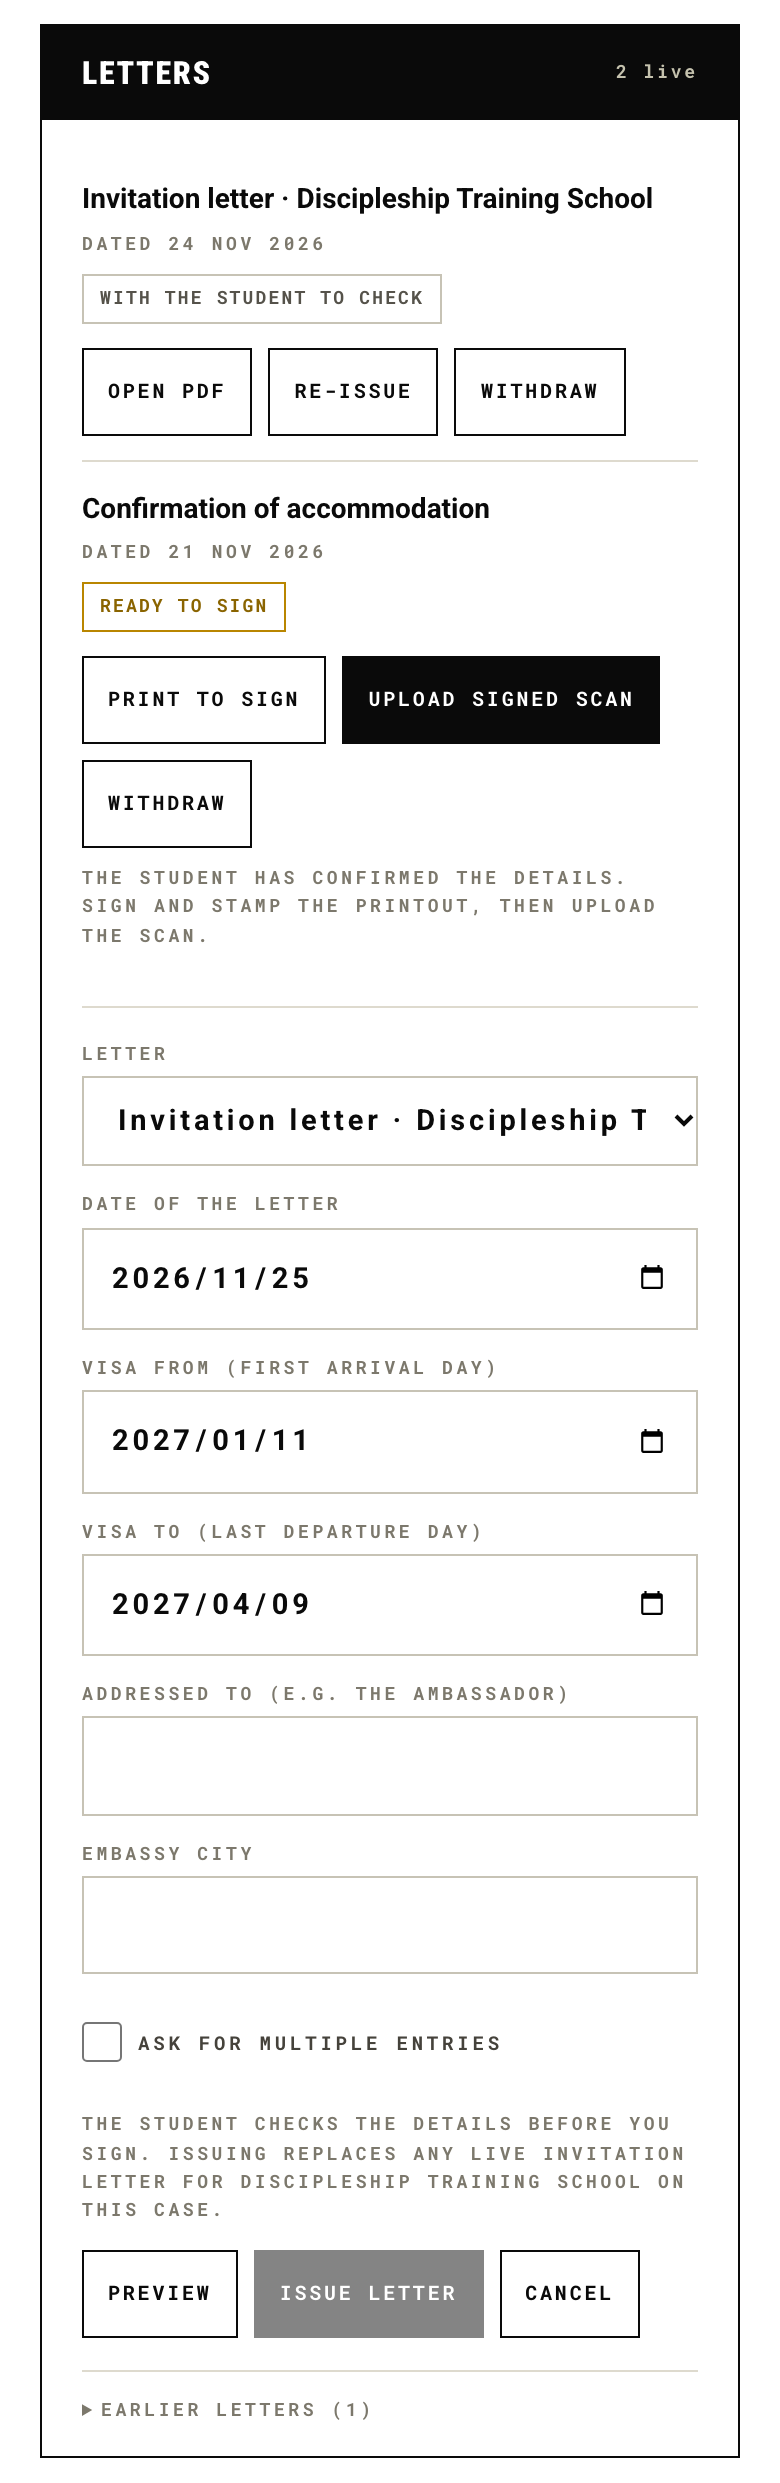 LETTERS
2 live
Invitation letter · Discipleship Training School
DATED 24 NOV 2026
WITH THE STUDENT TO CHECK
OPEN PDF
RE-ISSUE
WITHDRAW
Confirmation of accommodation
DATED 21 NOV 2026
READY TO SIGN
PRINT TO SIGN
UPLOAD SIGNED SCAN
WITHDRAW
THE STUDENT HAS CONFIRMED THE DETAILS.
SIGN AND STAMP THE PRINTOUT, THEN UPLOAD
THE SCAN.
LETTER
Invitation letter · Discipleship T
DATE OF THE LETTER
2026/11/25
VISA FROM (FIRST ARRIVAL DAY)
2027/01/11
VISA TO (LAST DEPARTURE DAY)
2027/04/09
ADDRESSED TO (E.G. THE AMBASSADOR)
EMBASSY CITY
ASK FOR MULTIPLE ENTRIES
THE STUDENT CHECKS THE DETAILS BEFORE YOU
SIGN. ISSUING REPLACES ANY LIVE INVITATION
LETTER FOR DISCIPLESHIP TRAINING SCHOOL ON
THIS CASE.
PREVIEW
ISSUE LETTER
CANCEL
EARLIER LETTERS (1)